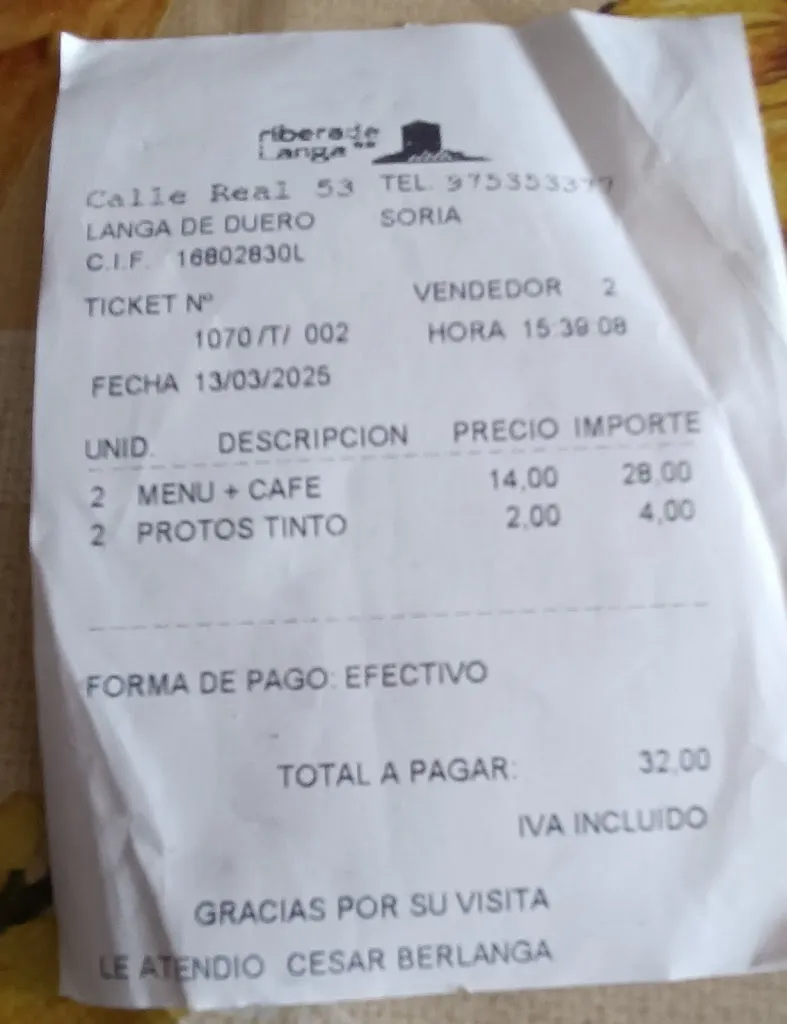 ribera de
Langa
Calle Real 53 TEL. 975353377
LANGA DE DUERO SORIA
C.I.F. 16802830L
TICKET Nº VENDEDOR 2
1070 /T/ 002 HORA 15:39:08
FECHA 13/03/2025
UNID. DESCRIPCION PRECIO IMPORTE
2 MENU + CAFE 14,00 28,00
2 PROTOS TINTO 2,00 4,00
FORMA DE PAGO: EFECTIVO
TOTAL A PAGAR: 32,00
IVA INCLUIDO
GRACIAS POR SU VISITA
LE ATENDIO CESAR BERLANGA